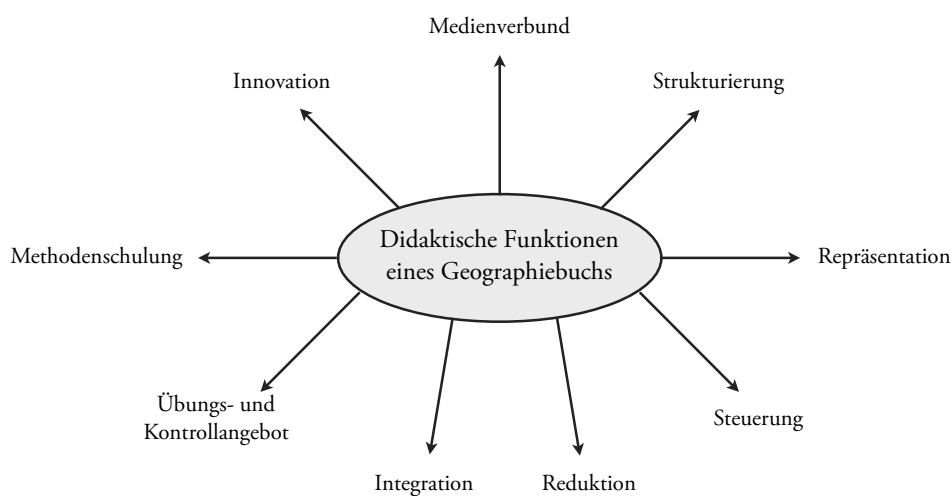 Medienverbund
Innovation
Strukturierung
Didaktische Funktionen
eines Geographiebuchs
Methodenschulung
Repräsentation
Übungs- und
Kontrollangebot
Steuerung
Integration
Reduktion